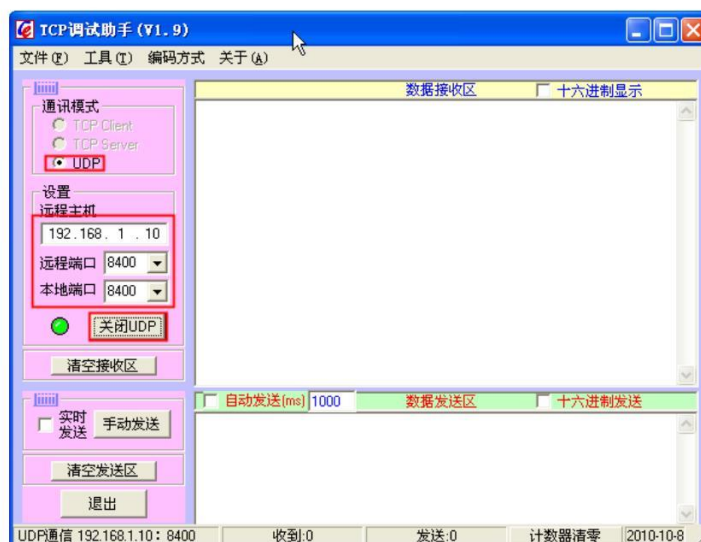 TCP调试助手(V1.9)
文件(F) 工具(T) 编码方式 关于(A)
数据接收区 十六进制显示
通讯模式
TCP Client
TCP Server
UDP
设置
远程主机
192.168. 1 . 10
远程端口 8400
本地端口 8400
关闭UDP
清空接收区
自动发送(ms) 1000 数据发送区 十六进制发送
实时
发送
手动发送
清空发送区
退出
UDP通信 192.168.1.10：8400 收到:0 发送:0 计数器清零 2010-10-8